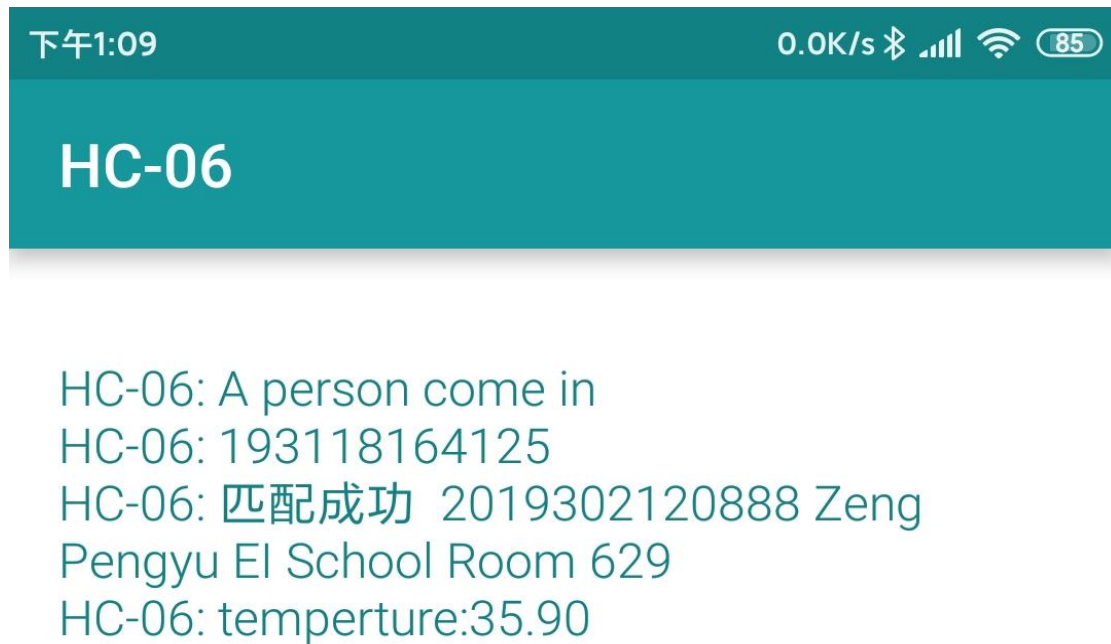 下午1:09 0.0K/s 85
HC-06
HC-06: A person come in
HC-06: 193118164125
HC-06: 匹配成功 2019302120888 Zeng
Pengyu EI School Room 629
HC-06: temperture:35.90